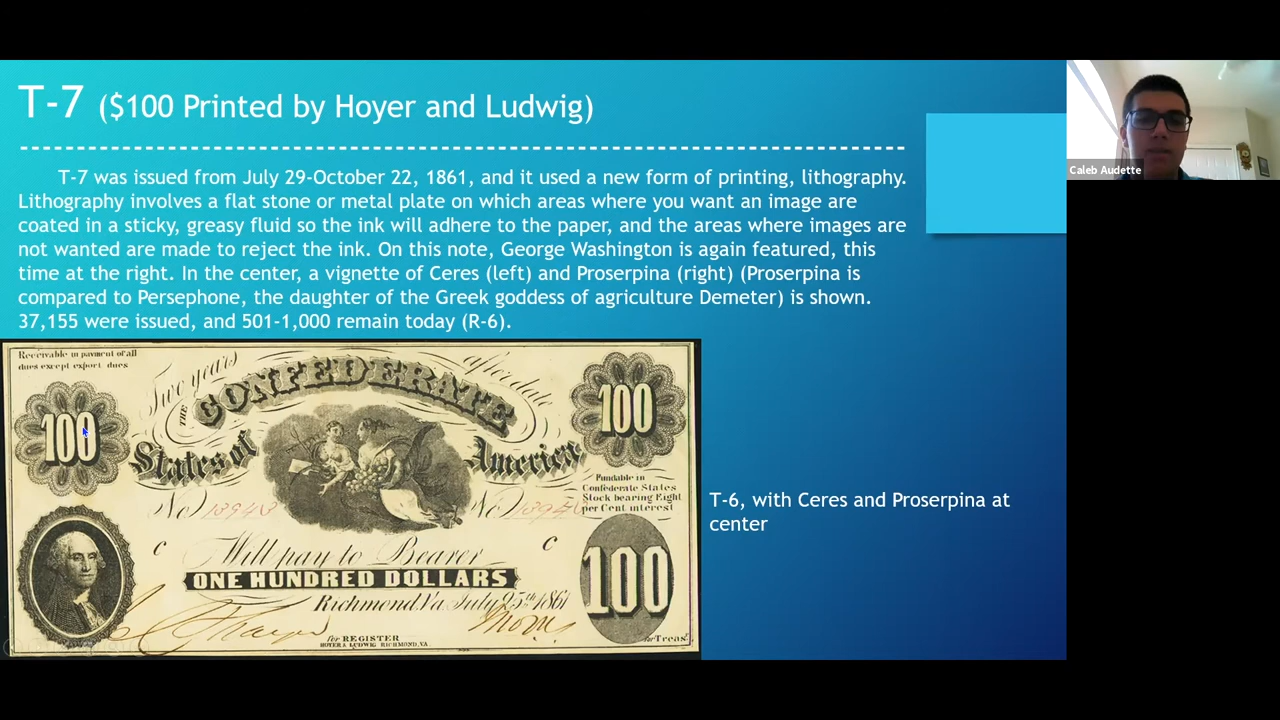 T-7 ($100 Printed by Hoyer and Ludwig)
T-7 was issued from July 29-October 22, 1861, and it used a new form of printing, lithography.
Lithography involves a flat stone or metal plate on which areas where you want an image are
coated in a sticky, greasy fluid so the ink will adhere to the paper, and the areas where images are
not wanted are made to reject the ink. On this note, George Washington is again featured, this
time at the right. In the center, a vignette of Ceres (left) and Proserpina (right) (Proserpina is
compared to Persephone, the daughter of the Greek goddess of agriculture Demeter) is shown.
37,155 were issued, and 501-1,000 remain today (R-6).
Caleb Audette
Receivable in payment of all
dues except export dues
Two years after date
THE CONFEDERATE
100
100
States of America
Fundable in
Confederate States
Stock bearing Eight
per Cent interest
No No
C C
Will pay to Bearer
ONE HUNDRED DOLLARS
100
Richmond, Va July 25th 1861
for REGISTER
HOYER & LUDWIG RICHMOND, VA.
for Treasr
T-6, with Ceres and Proserpina at
center